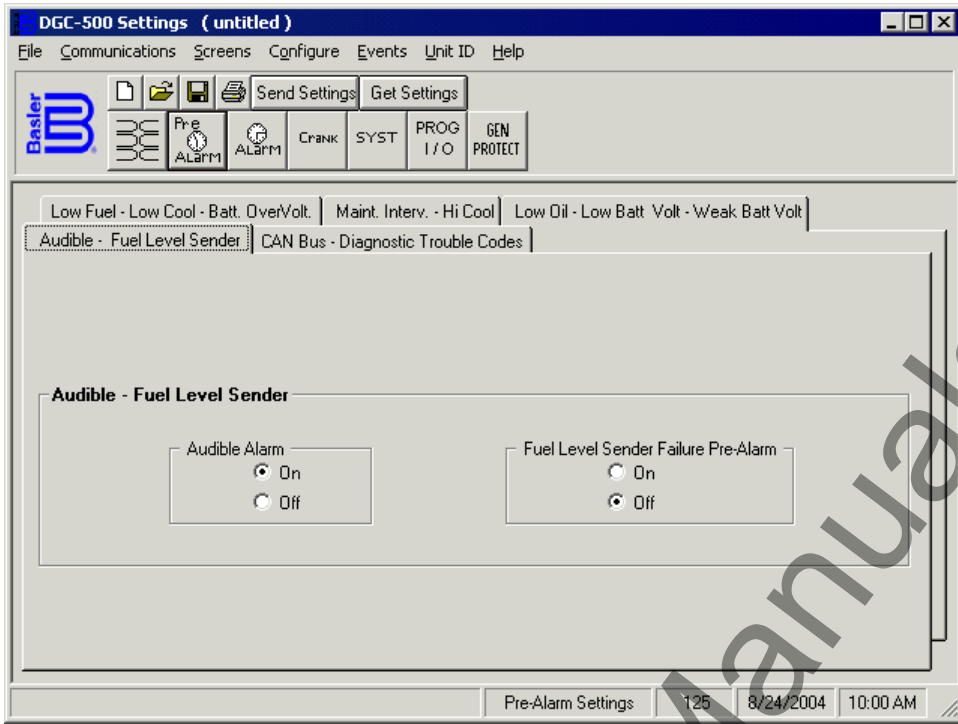 DGC-500 Settings ( untitled )
File Communications Screens Configure Events Unit ID Help
Basler
Send Settings Get Settings
Pre ALarM
ALarM
CranK
SYST
PROG I/O
GEN PROTECT
Low Fuel - Low Cool - Batt. OverVolt. Maint. Interv. - Hi Cool Low Oil - Low Batt Volt - Weak Batt Volt
Audible - Fuel Level Sender CAN Bus - Diagnostic Trouble Codes
Audible - Fuel Level Sender
Audible Alarm Fuel Level Sender Failure Pre-Alarm
On On
Off Off
Pre-Alarm Settings 125 8/24/2004 10:00 AM
Manual